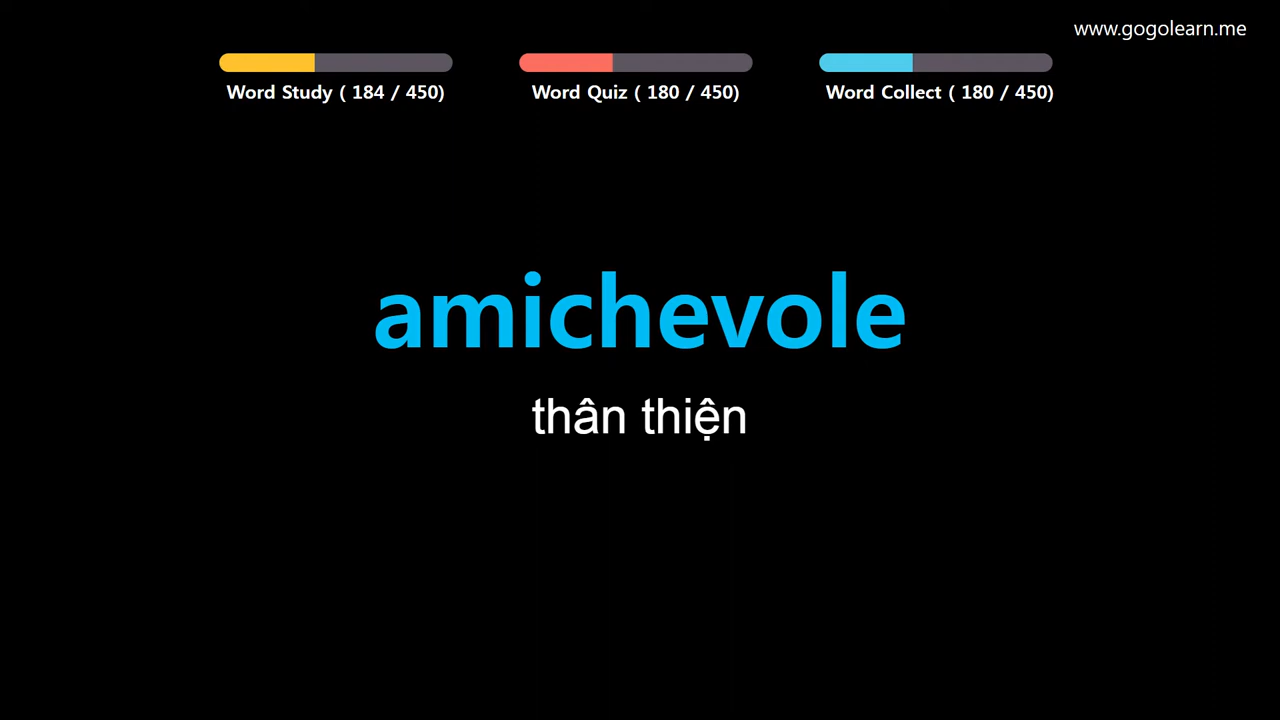 www.gogolearn.me
Word Study ( 184 / 450)
Word Quiz ( 180 / 450)
Word Collect ( 180 / 450)
amichevole
thân thiện